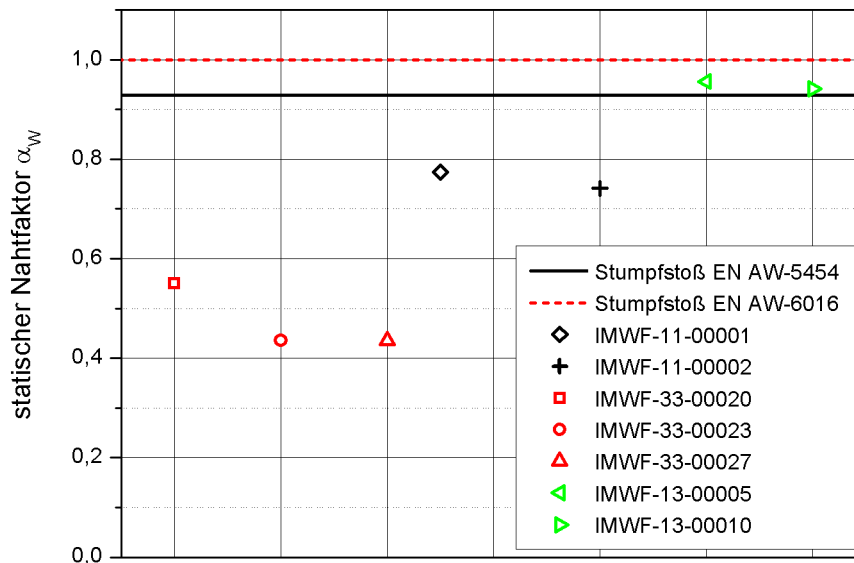 statischer Nahtfaktor αW
1,0
0,8
0,6
0,4
0,2
0,0
Stumpfstoß EN AW-5454
Stumpfstoß EN AW-6016
IMWF-11-00001
IMWF-11-00002
IMWF-33-00020
IMWF-33-00023
IMWF-33-00027
IMWF-13-00005
IMWF-13-00010